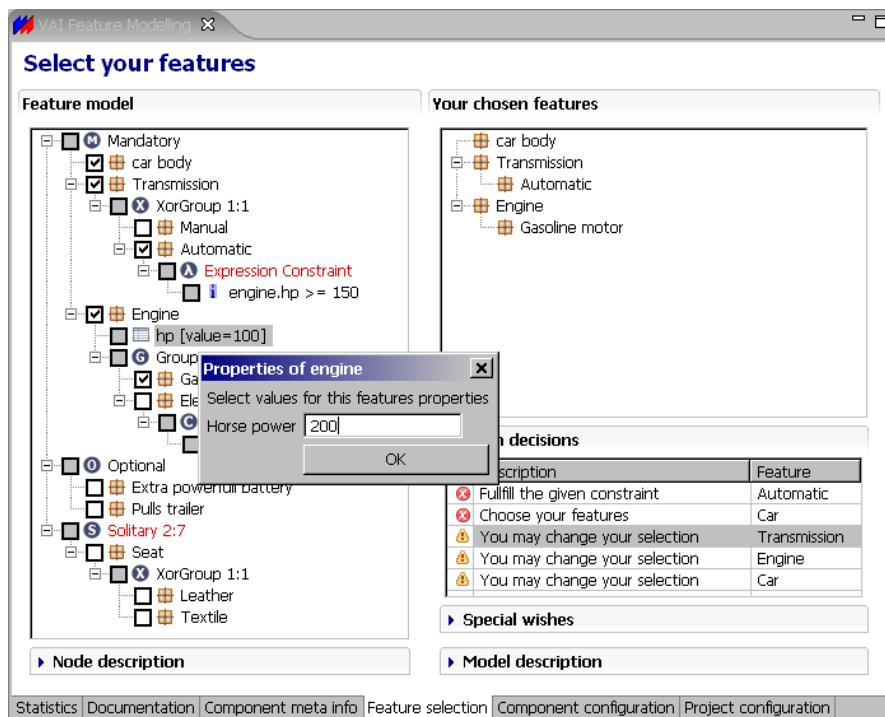 VAI Feature Modelling
Select your features
Feature model
Mandatory
car body
Transmission
XorGroup 1:1
Manual
Automatic
Expression Constraint
engine.hp >= 150
Engine
hp [value=100]
Group
Ga
Ele
Optional
Extra powerfull battery
Pulls trailer
Solitary 2:7
Seat
XorGroup 1:1
Leather
Textile
Node description
Your chosen features
car body
Transmission
Automatic
Engine
Gasoline motor
Properties of engine
Select values for this features properties
Horse power 200
OK
decisions
Feature
Fullfill the given constraint Automatic
Choose your features Car
You may change your selection Transmission
You may change your selection Engine
You may change your selection Car
Special wishes
Model description
Statistics Documentation Component meta info Feature selection Component configuration Project configuration